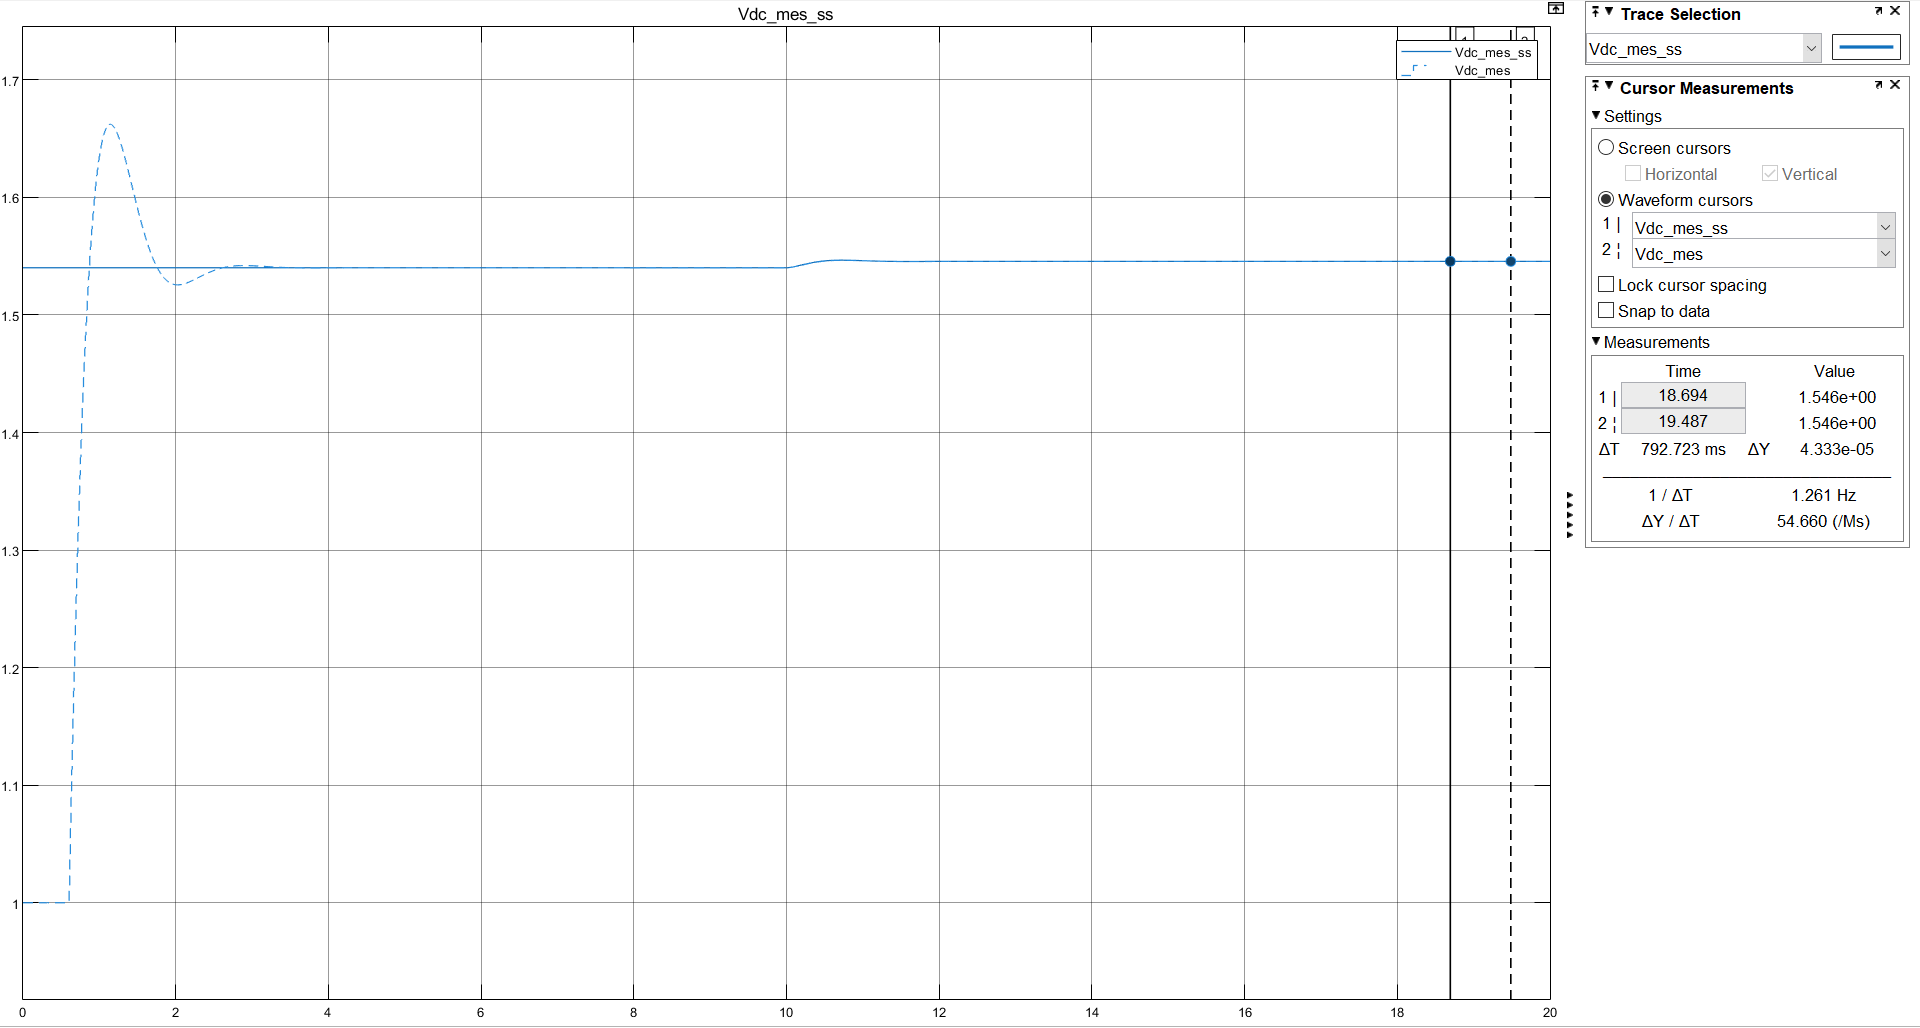 Vdc_mes_ss
1.7
1.6
1.5
1.4
1.3
1.2
1.1
1
0 2 4 6 8 10 12 14 16 18 20
Vdc_mes_ss
Vdc_mes
Trace Selection
Vdc_mes_ss
Cursor Measurements
Settings
Screen cursors
Horizontal Vertical
Waveform cursors
1 | Vdc_mes_ss
2 ¦ Vdc_mes
Lock cursor spacing
Snap to data
Measurements
Time Value
1 | 18.694 1.546e+00
2 ¦ 19.487 1.546e+00
ΔT 792.723 ms ΔY 4.333e-05
1 / ΔT 1.261 Hz
ΔY / ΔT 54.660 (/Ms)